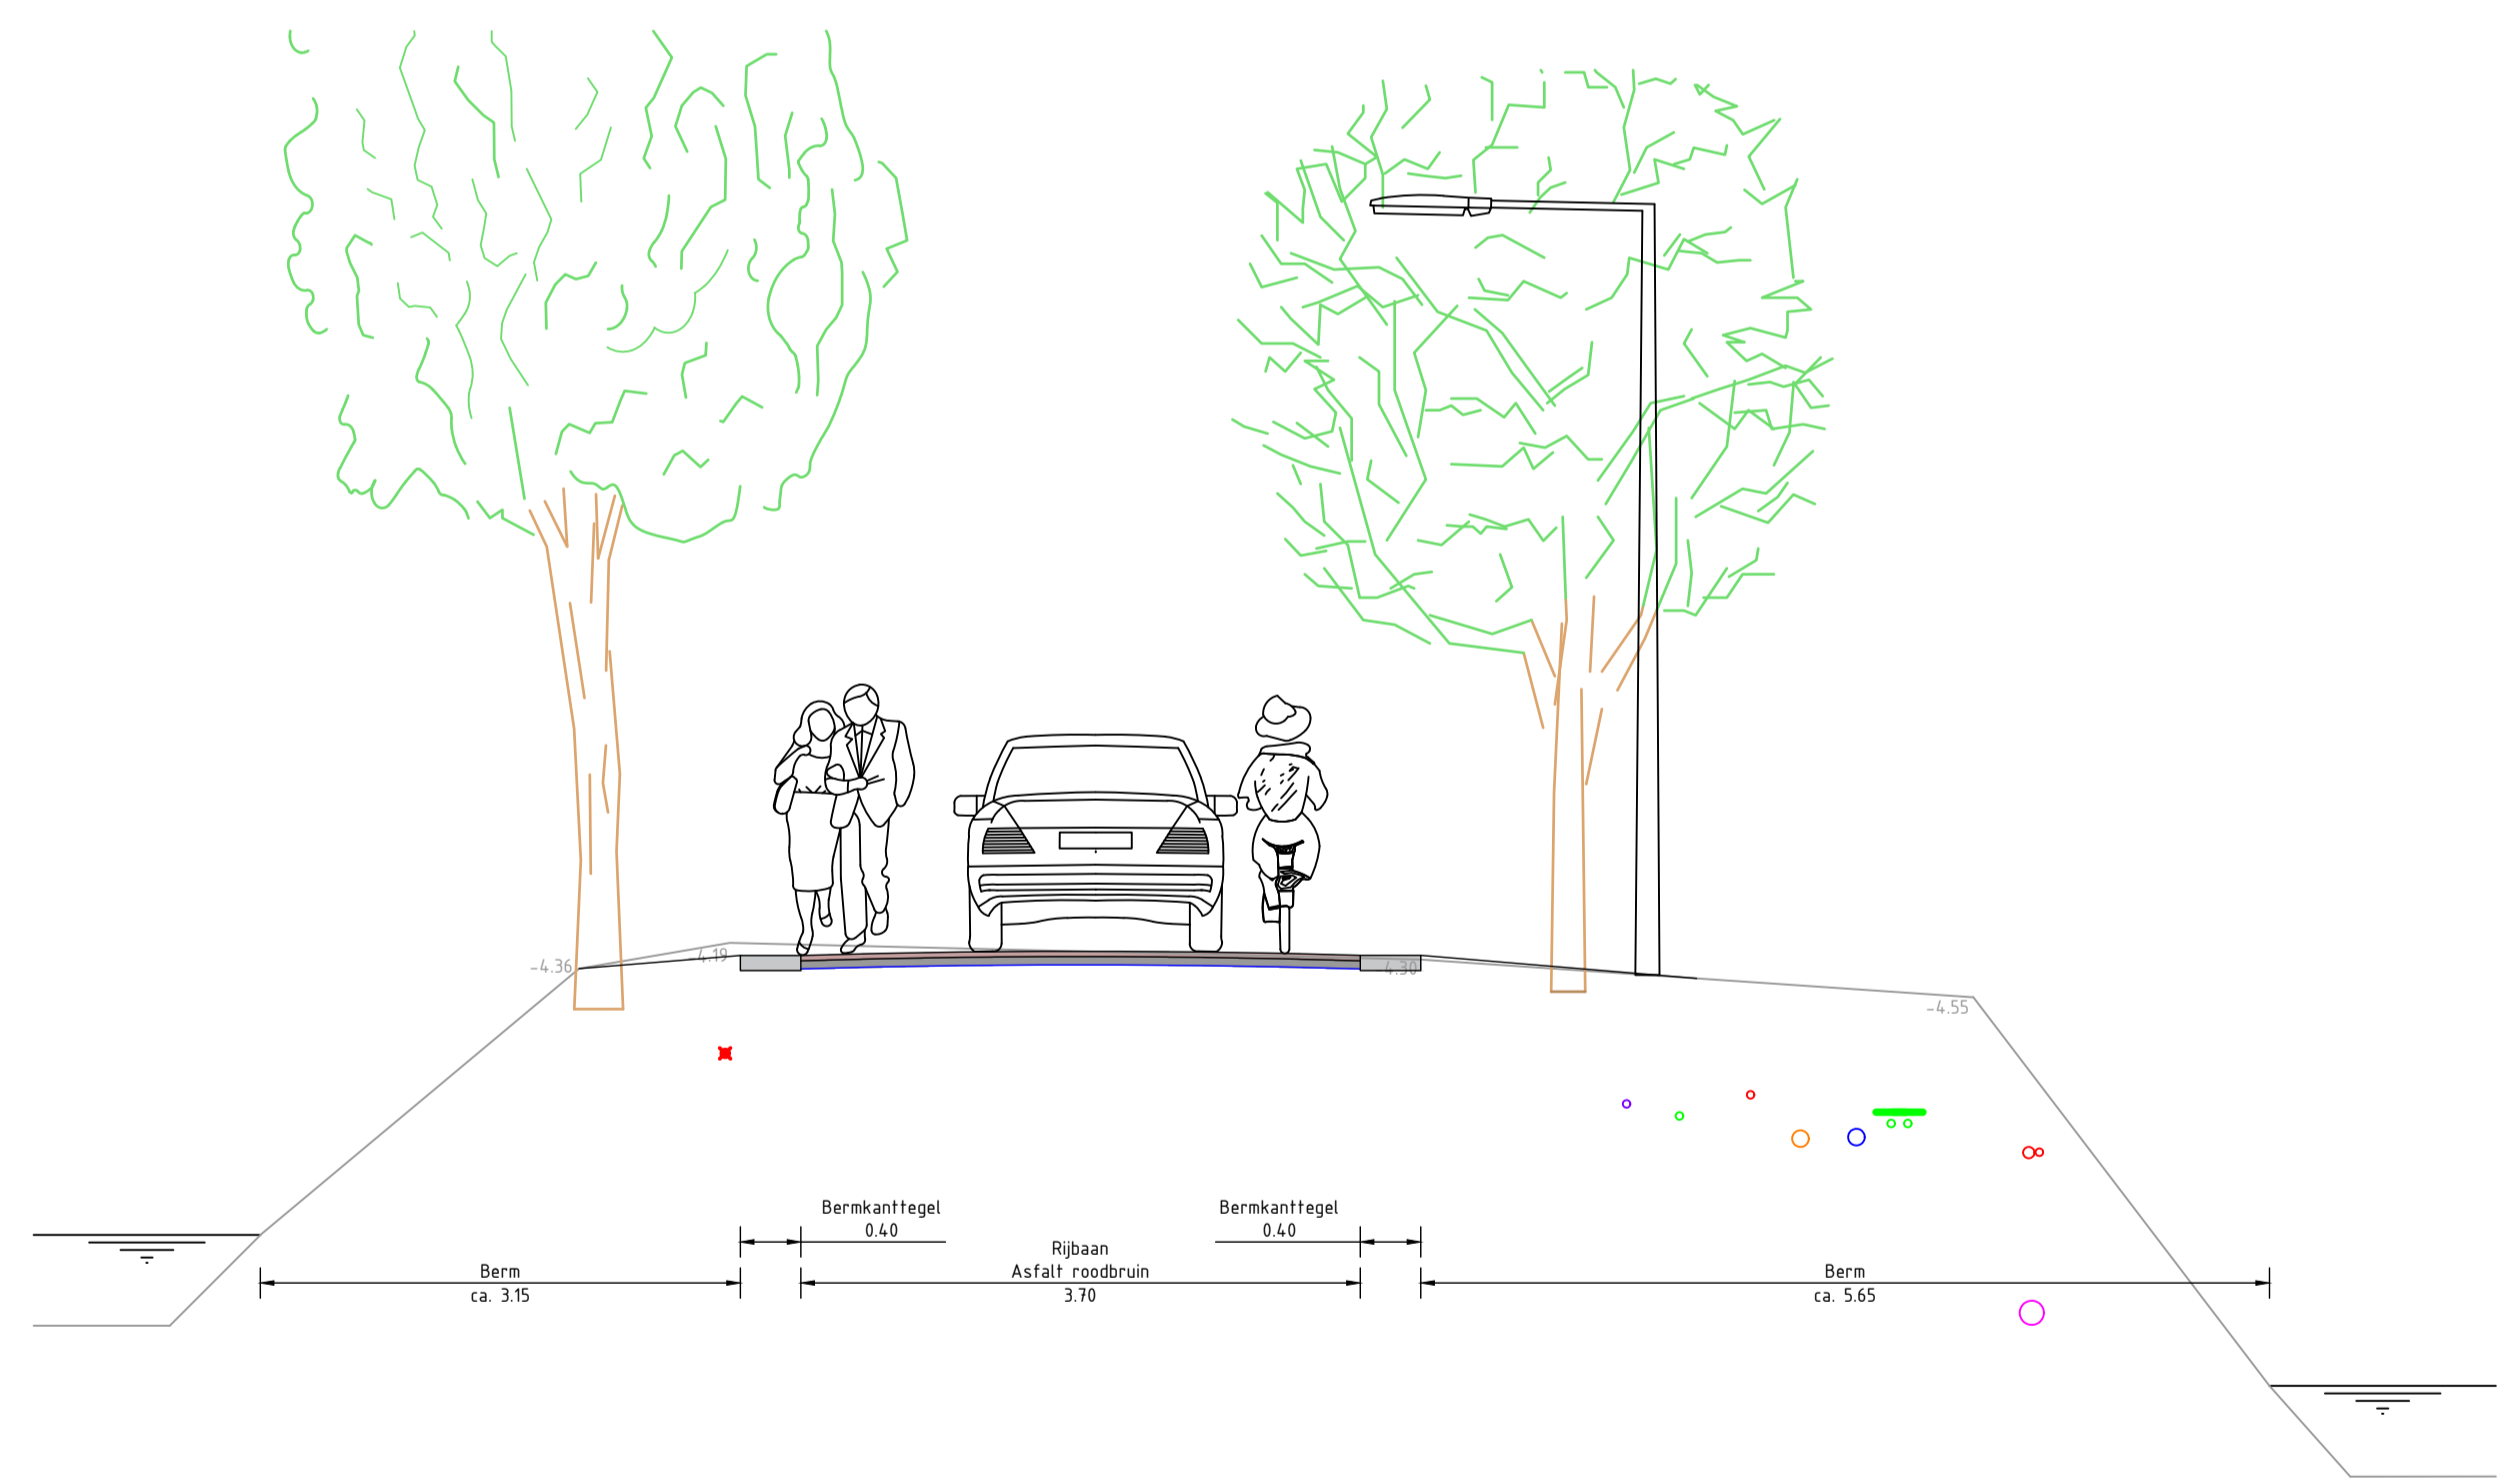 -4.36
-4.19
-4.30
-4.55
Bermkanttegel
0.40
Bermkanttegel
0.40
Rijbaan
Berm
Asfalt roodbruin
Berm
ca. 3.15
3.70
ca. 5.65